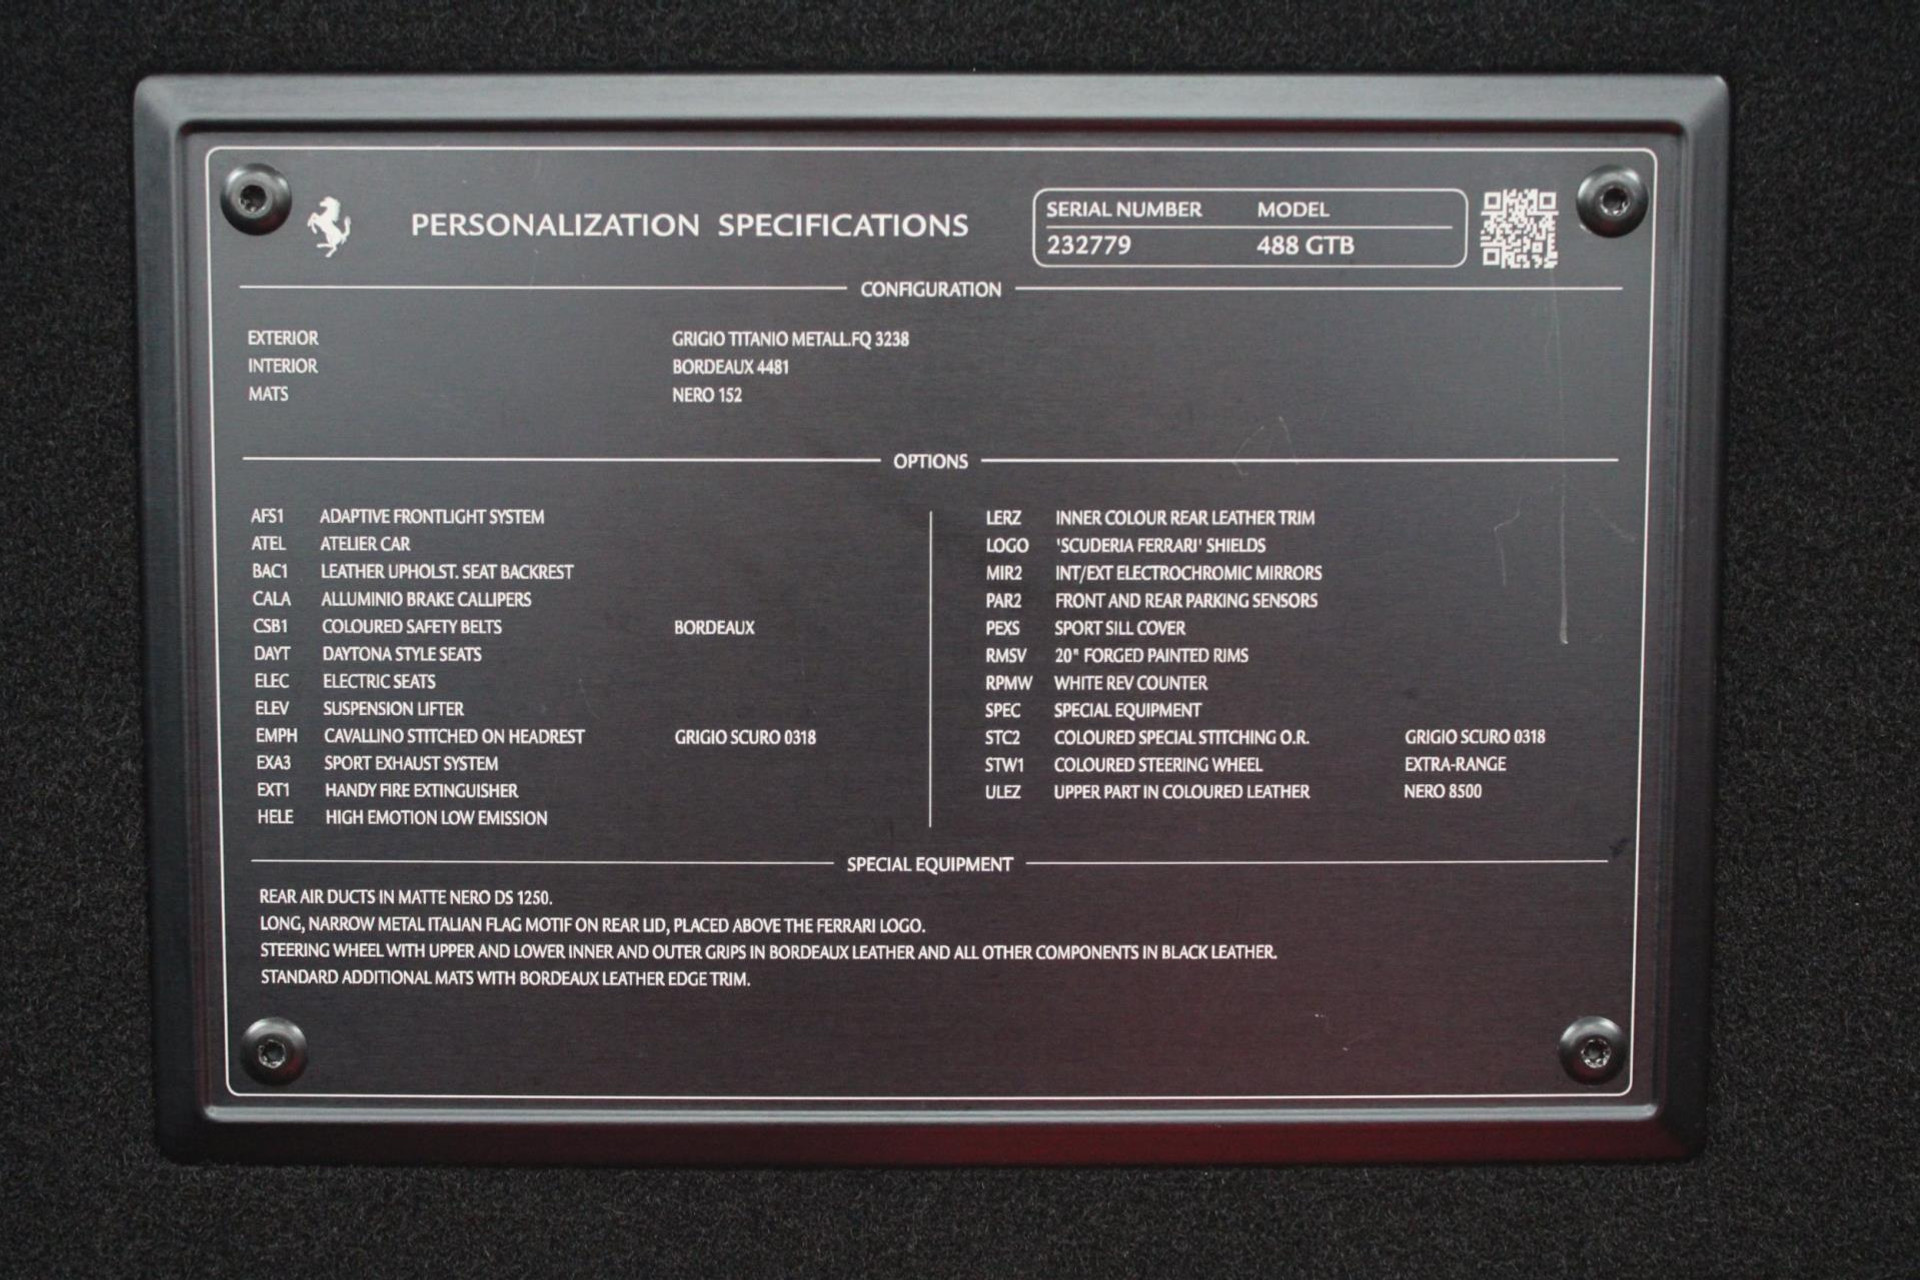 PERSONALIZATION SPECIFICATIONS
SERIAL NUMBER MODEL
232779 488 GTB
CONFIGURATION
EXTERIOR GRIGIO TITANIO METALL.FQ 3238
INTERIOR BORDEAUX 4481
MATS NERO 152
OPTIONS
AFS1 ADAPTIVE FRONTLIGHT SYSTEM
ATEL ATELIER CAR
BAC1 LEATHER UPHOLST. SEAT BACKREST
CALA ALLUMINIO BRAKE CALLIPERS
CSB1 COLOURED SAFETY BELTS BORDEAUX
DAYT DAYTONA STYLE SEATS
ELEC ELECTRIC SEATS
ELEV SUSPENSION LIFTER
EMPH CAVALLINO STITCHED ON HEADREST GRIGIO SCURO 0318
EXA3 SPORT EXHAUST SYSTEM
EXT1 HANDY FIRE EXTINGUISHER
HELE HIGH EMOTION LOW EMISSION
LERZ INNER COLOUR REAR LEATHER TRIM
LOGO 'SCUDERIA FERRARI' SHIELDS
MIR2 INT/EXT ELECTROCHROMIC MIRRORS
PAR2 FRONT AND REAR PARKING SENSORS
PEXS SPORT SILL COVER
RMSV 20" FORGED PAINTED RIMS
RPMW WHITE REV COUNTER
SPEC SPECIAL EQUIPMENT
STC2 COLOURED SPECIAL STITCHING O.R. GRIGIO SCURO 0318
STW1 COLOURED STEERING WHEEL EXTRA-RANGE
ULEZ UPPER PART IN COLOURED LEATHER NERO 8500
SPECIAL EQUIPMENT
REAR AIR DUCTS IN MATTE NERO DS 1250.
LONG, NARROW METAL ITALIAN FLAG MOTIF ON REAR LID, PLACED ABOVE THE FERRARI LOGO.
STEERING WHEEL WITH UPPER AND LOWER INNER AND OUTER GRIPS IN BORDEAUX LEATHER AND ALL OTHER COMPONENTS IN BLACK LEATHER.
STANDARD ADDITIONAL MATS WITH BORDEAUX LEATHER EDGE TRIM.